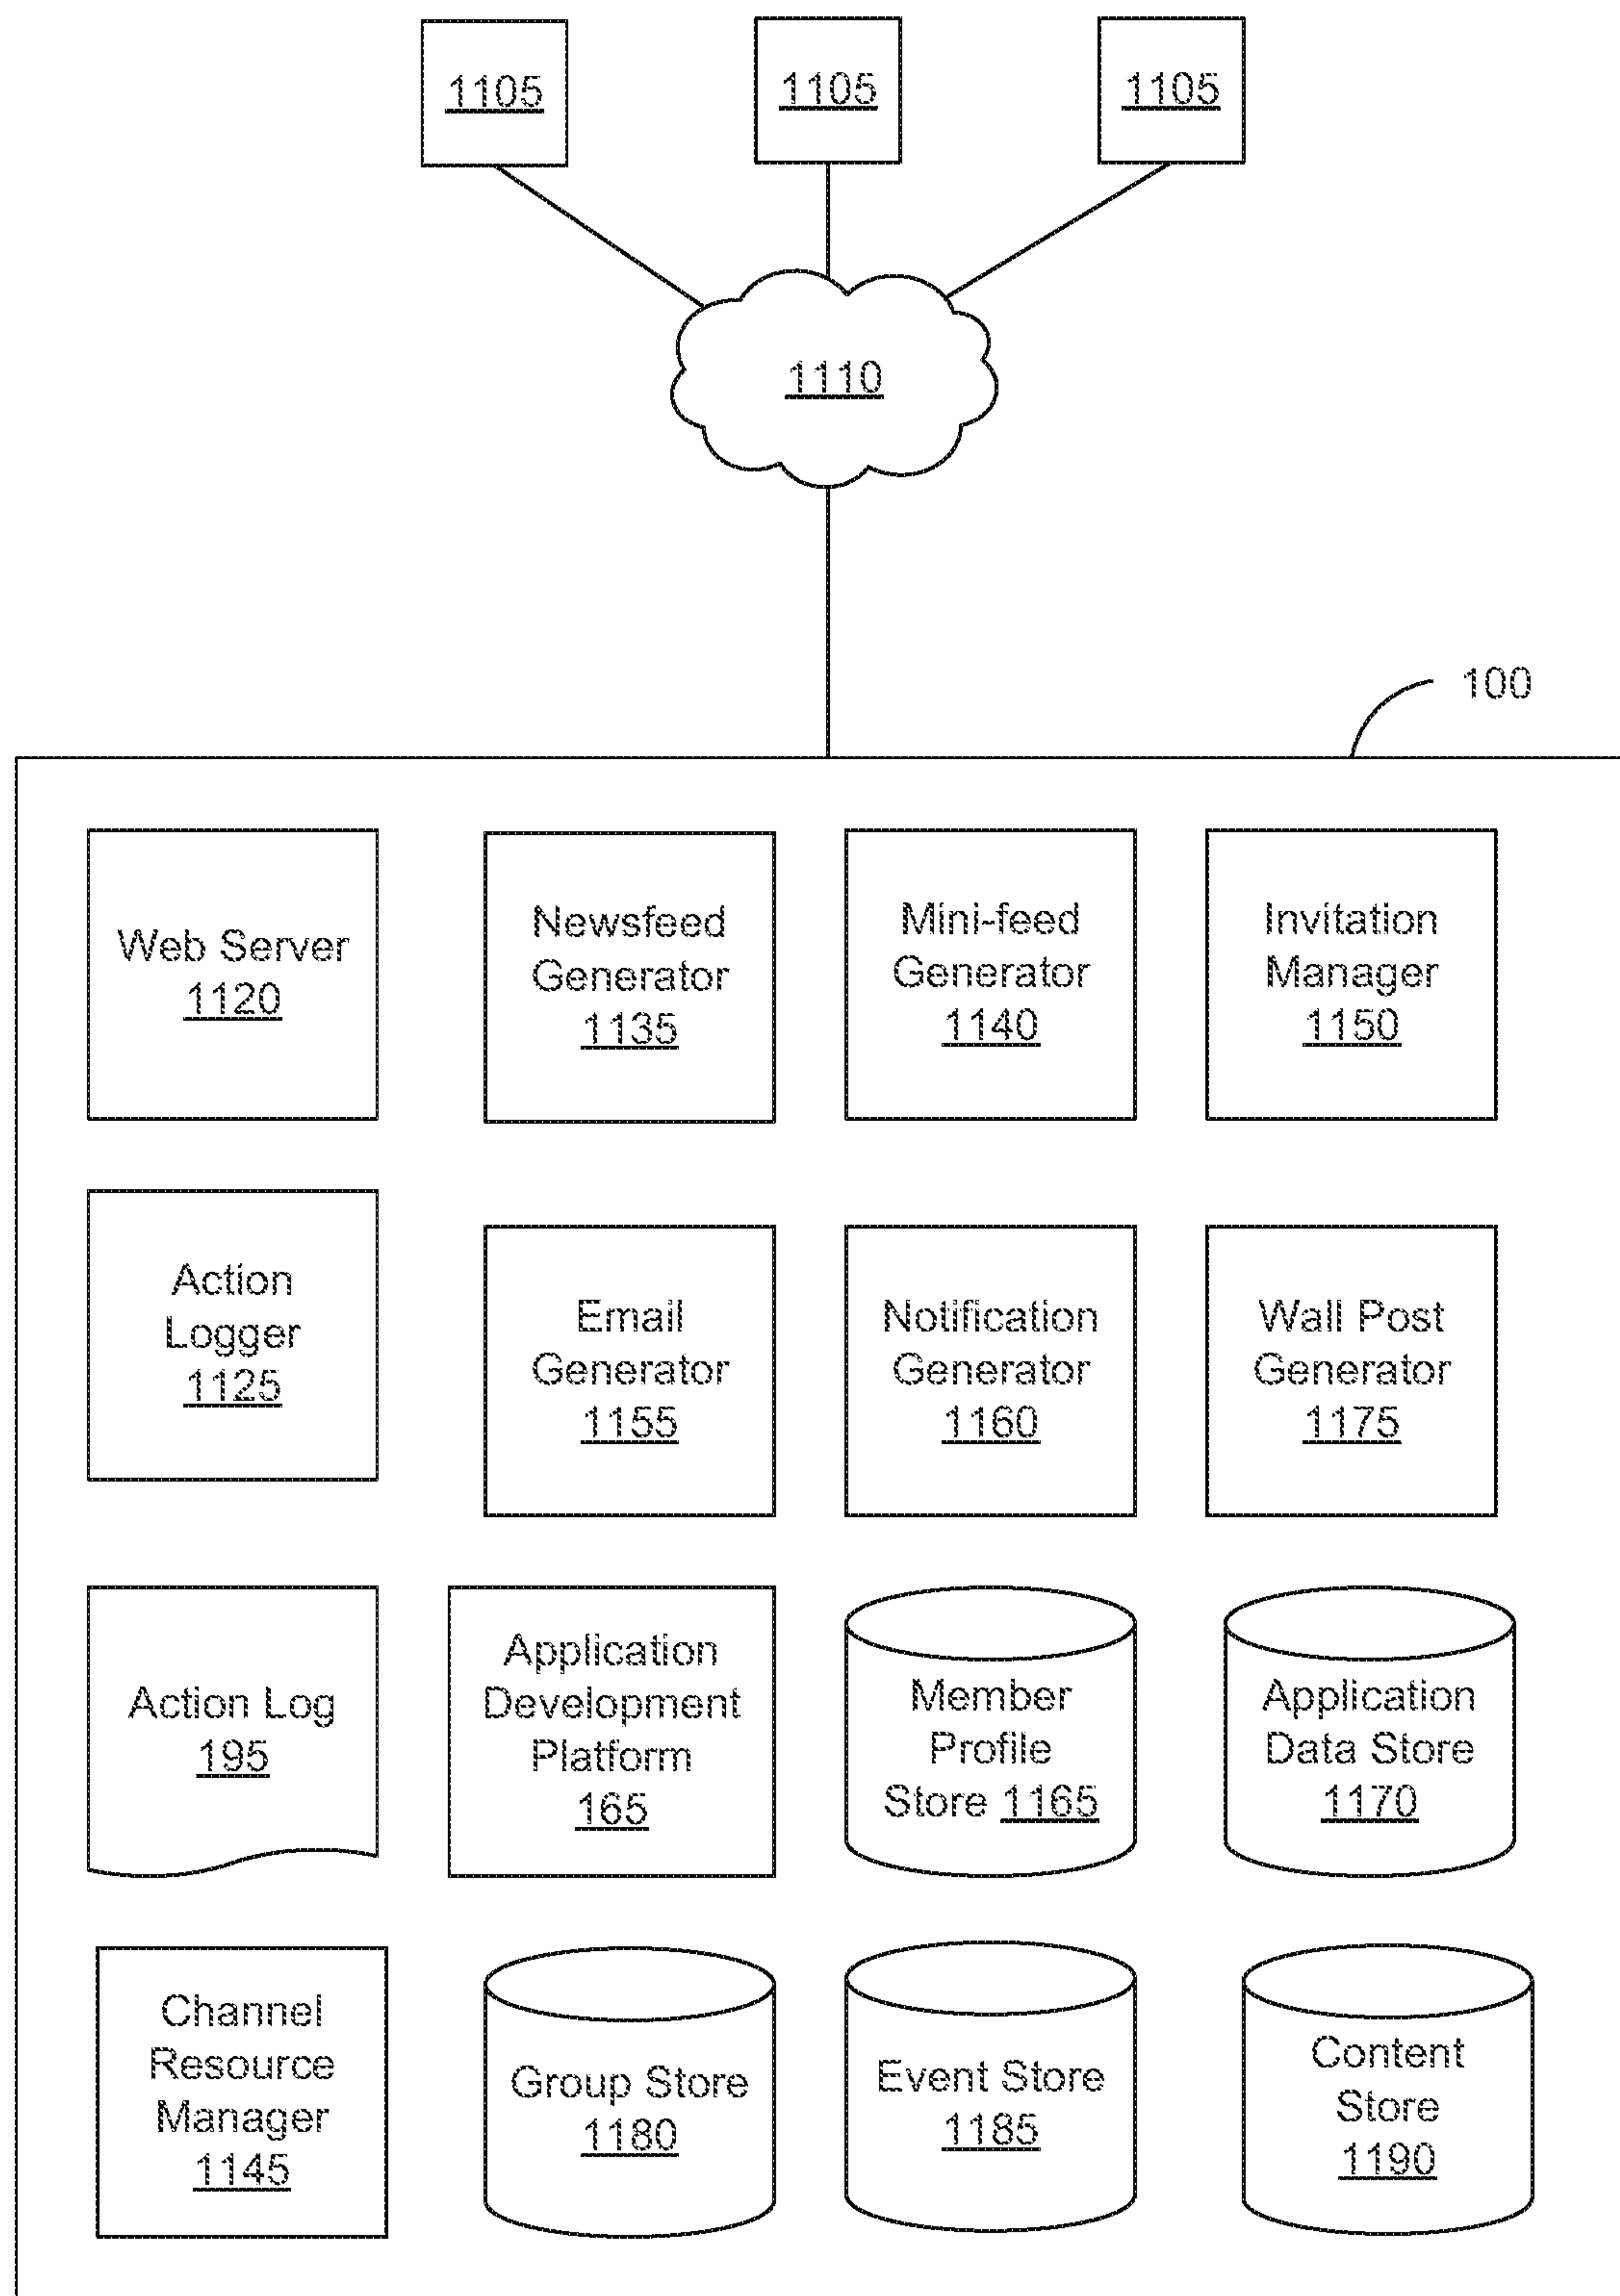 1105
1105
1105
1110
100
Web Server
1120
Newsfeed
Generator
1135
Mini-feed
Generator
1140
Invitation
Manager
1150
Action
Logger
1125
Email
Generator
1155
Notification
Generator
1160
Wall Post
Generator
1175
Action Log
195
Application
Development
Platform
165
Member
Profile
Store 1165
Application
Data Store
1170
Channel
Resource
Manager
1145
Group Store
1180
Event Store
1185
Content
Store
1190